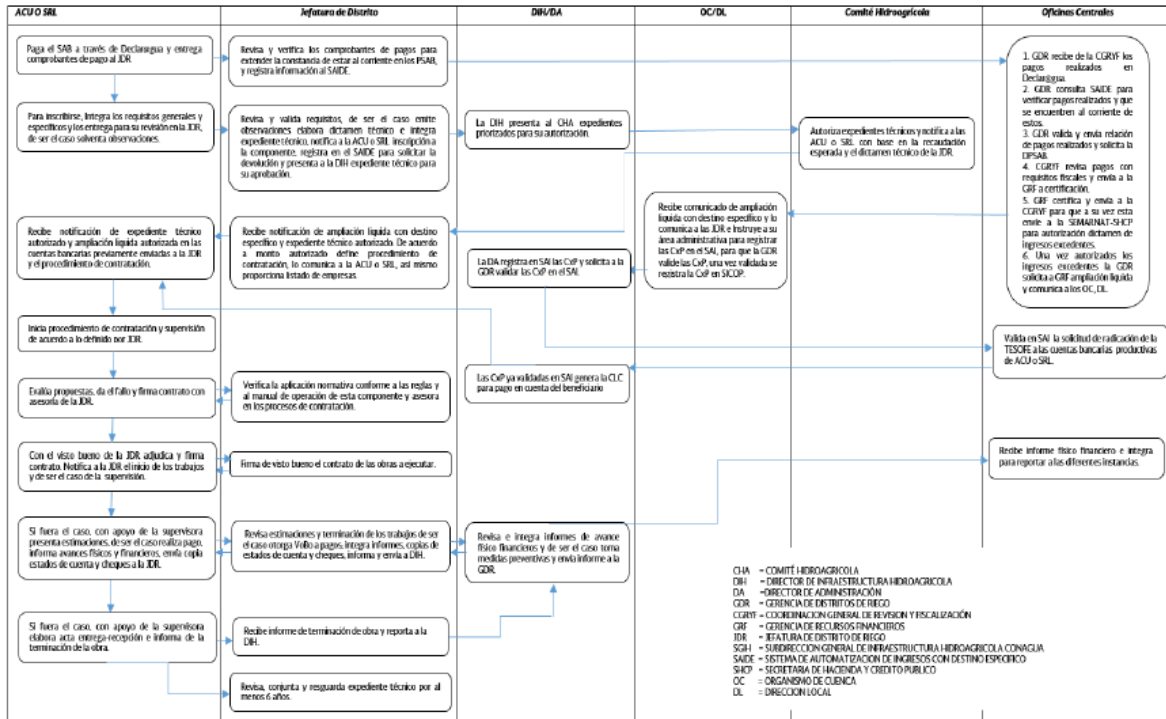 ACU O SRL
Jefatura de Distrito
DIH/DA
OC/DL
Comité Hidroagrícola
Oficinas Centrales
Paga el SAB a través de Declaragua y entrega
comprobantes de pago al JDR
Revisa y verifica los comprobantes de pagos para
extender la constancia de estar al corriente en los PSAB,
y registra información al SAIDE.
1. GDR recibe de la CGRYF los
pagos realizados en
Declaragua.
2. GDR consulta SAIDE para
verificar pagos realizados y que
se encuentren al corriente de
estos.
3. GDR valida y envía relación
de pagos realizados y solicita la
DPSAB.
4. CGRYF revisa pagos con
requisitos fiscales y envía a la
GRF a certificación.
5. GRF certifica y envía a la
CGRYF para que a su vez esta
envíe a la SEMARNAT-SHCP
para autorización dictamen de
ingresos excedentes.
6. Una vez autorizados los
ingresos excedentes la GDR
solicita a GRF ampliación líquida
y comunica a los OC, DL.
Para inscribirse, Integra los requisitos generales y
específicos y los entrega para su revisión en la JDR,
de ser el caso solventa observaciones.
Revisa y valida requisitos, de ser el caso emite
observaciones elabora dictamen técnico e integra
expediente técnico, notifica a la ACU o SRL inscripción a
la componente, registra en el SAIDE para solicitar la
devolución y presenta a la DIH expediente técnico para
su aprobación.
La DIH presenta al CHA expedientes
priorizados para su autorización.
Autoriza expedientes técnicos y notifica a las
ACU o SRL con base en la recaudación
esperada y el dictamen técnico de la JDR.
Recibe notificación de expediente técnico
autorizado y ampliación líquida autorizada en las
cuentas bancarias previamente enviadas a la JDR
y el procedimiento de contratación.
Recibe notificación de ampliación líquida con destino
específico y expediente técnico autorizado. De acuerdo
a monto autorizado define procedimiento de
contratación, lo comunica a la ACU o SRL, así mismo
proporciona listado de empresas.
La DA registra en SAI las CxP y solicita a la
GDR validar las CxP en el SAI.
Recibe comunicado de ampliación
líquida con destino específico y lo
comunica a las JDR e Instruye a su
área administrativa para registrar
las CxP en el SAI, para que la GDR
valide las CxP, una vez validada se
registra la CxP en SICOP.
Inicia procedimiento de contratación y supervisión
de acuerdo a lo definido por JDR.
Valida en SAI la solicitud de radicación de la
TESOFE a las cuentas bancarias productivas
de ACU o SRL.
Evalúa propuestas, da el fallo y firma contrato con
asesoría de la JDR.
Verifica la aplicación normativa conforme a las reglas y
al manual de operación de esta componente y asesora
en los procesos de contratación.
Las CxP ya validadas en SAI genera la CLC
para pago en cuenta del beneficiario
Con el visto bueno de la JDR adjudica y firma
contrato. Notifica a la JDR el inicio de los trabajos
y de ser el caso de la supervisión.
Firma de visto bueno el contrato de las obras a ejecutar.
Recibe informe físico financiero e integra
para reportar a las diferentes instancias.
Si fuera el caso, con apoyo de la supervisora
presenta estimaciones, de ser el caso realiza pago,
informa avances físicos y financieros, envía copia
estados de cuenta y cheques a la JDR.
Revisa estimaciones y terminación de los trabajos de ser
el caso otorga VoBo a pagos, integra informes, copias de
estados de cuenta y cheques, informa y envía a DIH.
Revisa e integra informes de avance
físico financieros y de ser el caso toma
medidas preventivas y envía informe a la
GDR.
Si fuera el caso, con apoyo de la supervisora
elabora acta entrega-recepción e informa de la
terminación de la obra.
Recibe informe de terminación de obra y reporta a la
DIH.
Revisa, conjunta y resguarda expediente técnico por al
menos 6 años.
CHA = COMITÉ HIDROAGRICOLA
DIH = DIRECTOR DE INFRAESTRUCTURA HIDROAGRICOLA
DA =DIRECTOR DE ADMINISTRACIÓN
GDR = GERENCIA DE DISTRITOS DE RIEGO
CGRYF = COORDINACION GENERAL DE REVISION Y FISCALIZACIÓN
GRF = GERENCIA DE RECURSOS FINANCIEROS
JDR = JEFATURA DE DISTRITO DE RIEGO
SGIH = SUBDIRECCION GENERAL DE INFRAESTRUCTURA HIDROAGRICOLA CONAGUA
SAIDE = SISTEMA DE AUTOMATIZACION DE INGRESOS CON DESTINO ESPECIFICO
SHCP = SECRETARIA DE HACIENDA Y CREDITO PUBLICO
OC = ORGANISMO DE CUENCA
DL = DIRECCION LOCAL